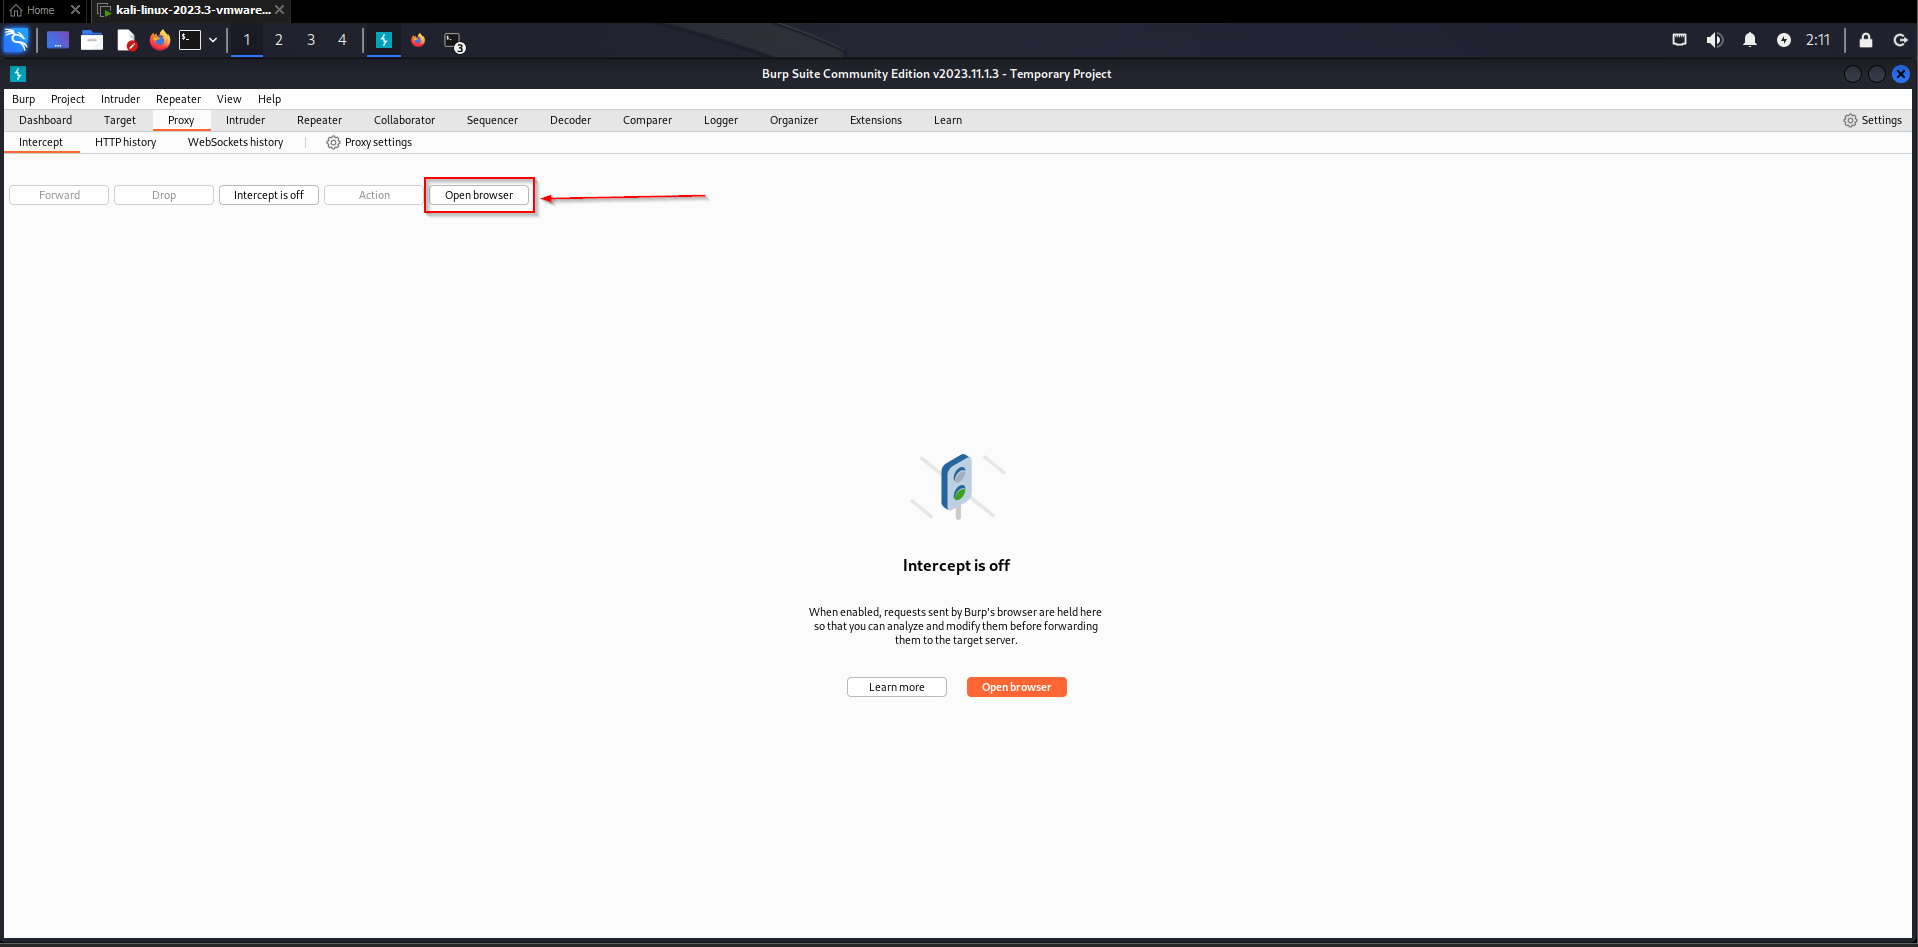 Home
kali-linux-2023.3-vmware...
1 2 3 4 3 2:11
Burp Suite Community Edition v2023.11.1.3 - Temporary Project
Burp Project Intruder Repeater View Help
Dashboard Target Proxy Intruder Repeater Collaborator Sequencer Decoder Comparer Logger Organizer Extensions Learn Settings
Intercept HTTP history WebSockets history Proxy settings
Forward Drop Intercept is off Action Open browser
Intercept is off
When enabled, requests sent by Burp's browser are held here
so that you can analyze and modify them before forwarding
them to the target server.
Learn more Open browser